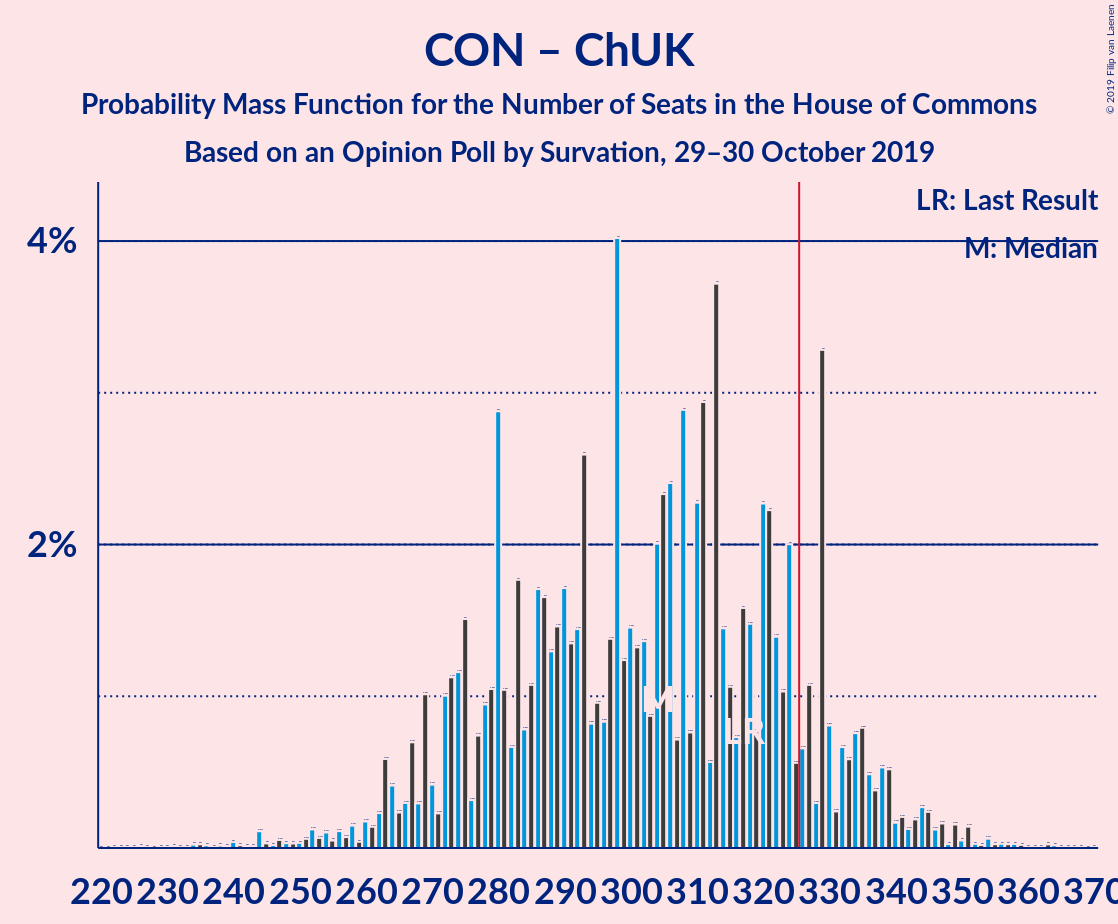 CON – ChUK
Probability Mass Function for the Number of Seats in the House of Commons
Based on an Opinion Poll by Survation, 29–30 October 2019
© 2019 Filip van Laenen
LR: Last Result
M: Median
4%
2%
M
LR
220 230 240 250 260 270 280 290 300 310 320 330 340 350 360 370